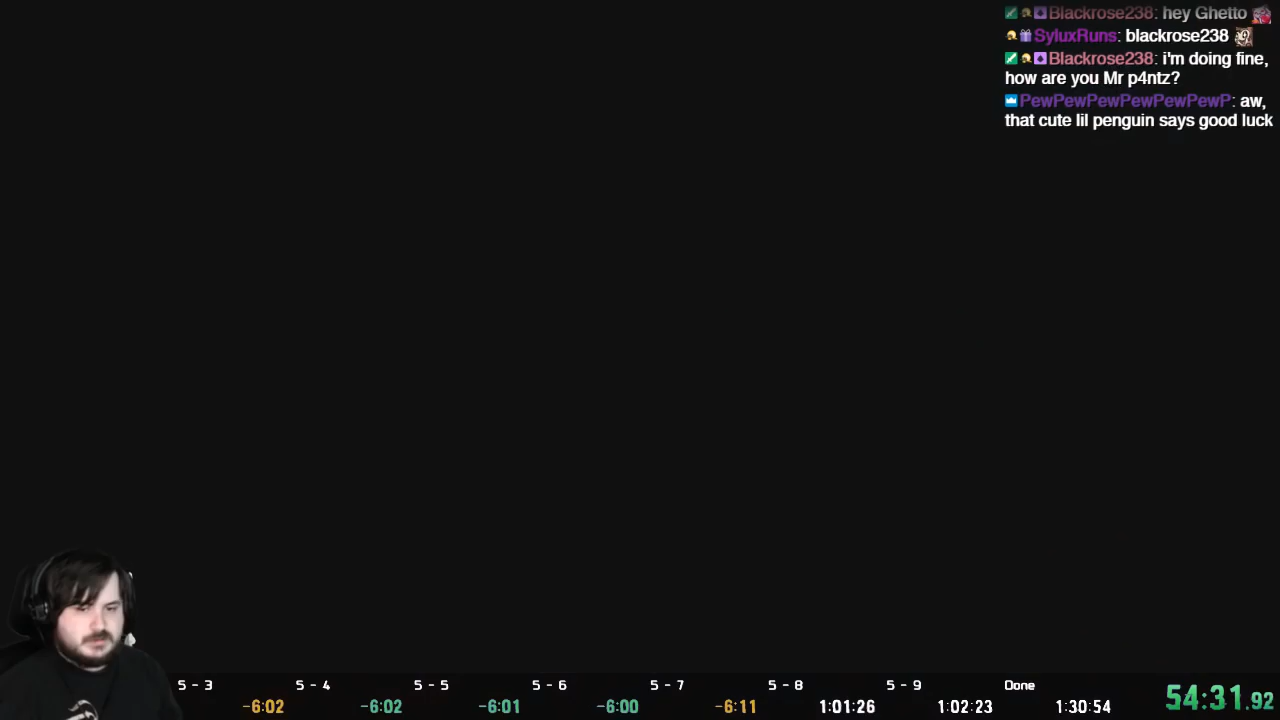 Blackrose238: hey Ghetto
SyluxRuns: blackrose238
Blackrose238: i'm doing fine,
how are you Mr p4ntz?
PewPewPewPewPewPewP: aw,
that cute lil penguin says good luck
5 - 3 5 - 4 5 - 5 5 - 6 5 - 7 5 - 8 5 - 9 Done
-6:02 -6:02 -6:01 -6:00 -6:11 1:01:26 1:02:23 1:30:54
54:31.92